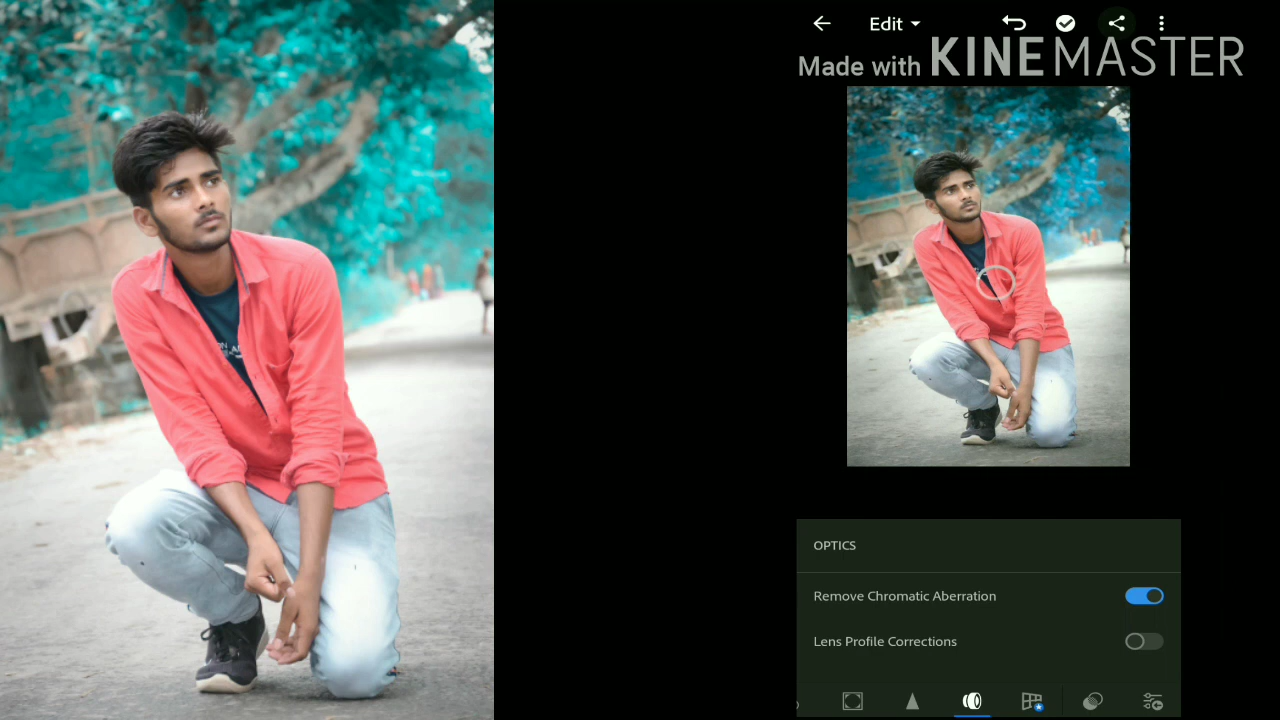 Edit
Made with KINEMASTER
OPTICS
Remove Chromatic Aberration
Lens Profile Corrections